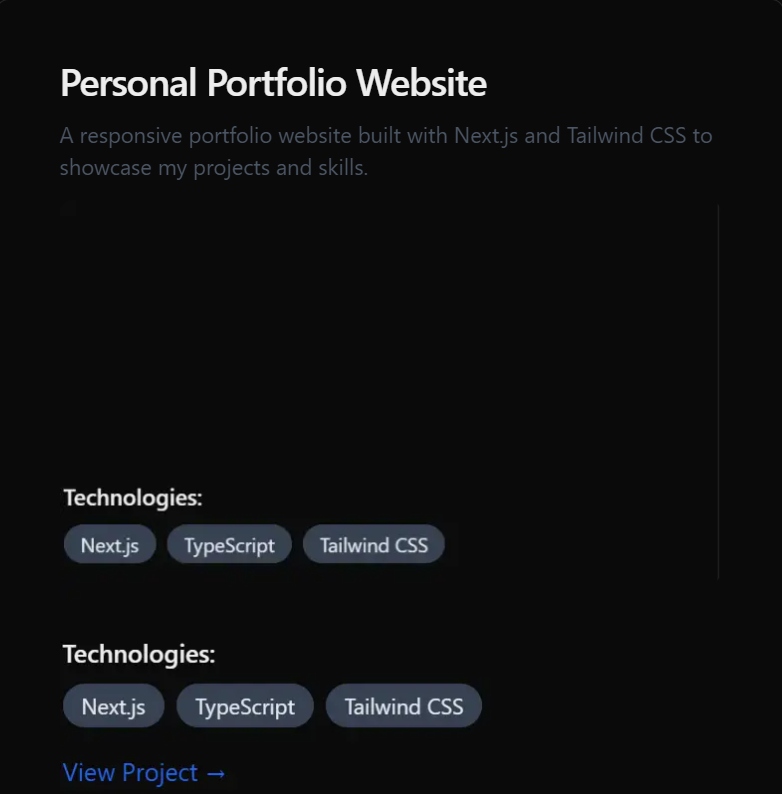 Personal Portfolio Website
A responsive portfolio website built with Next.js and Tailwind CSS to
showcase my projects and skills.
Technologies:
Next.js TypeScript Tailwind CSS
Technologies:
Next.js TypeScript Tailwind CSS
View Project →